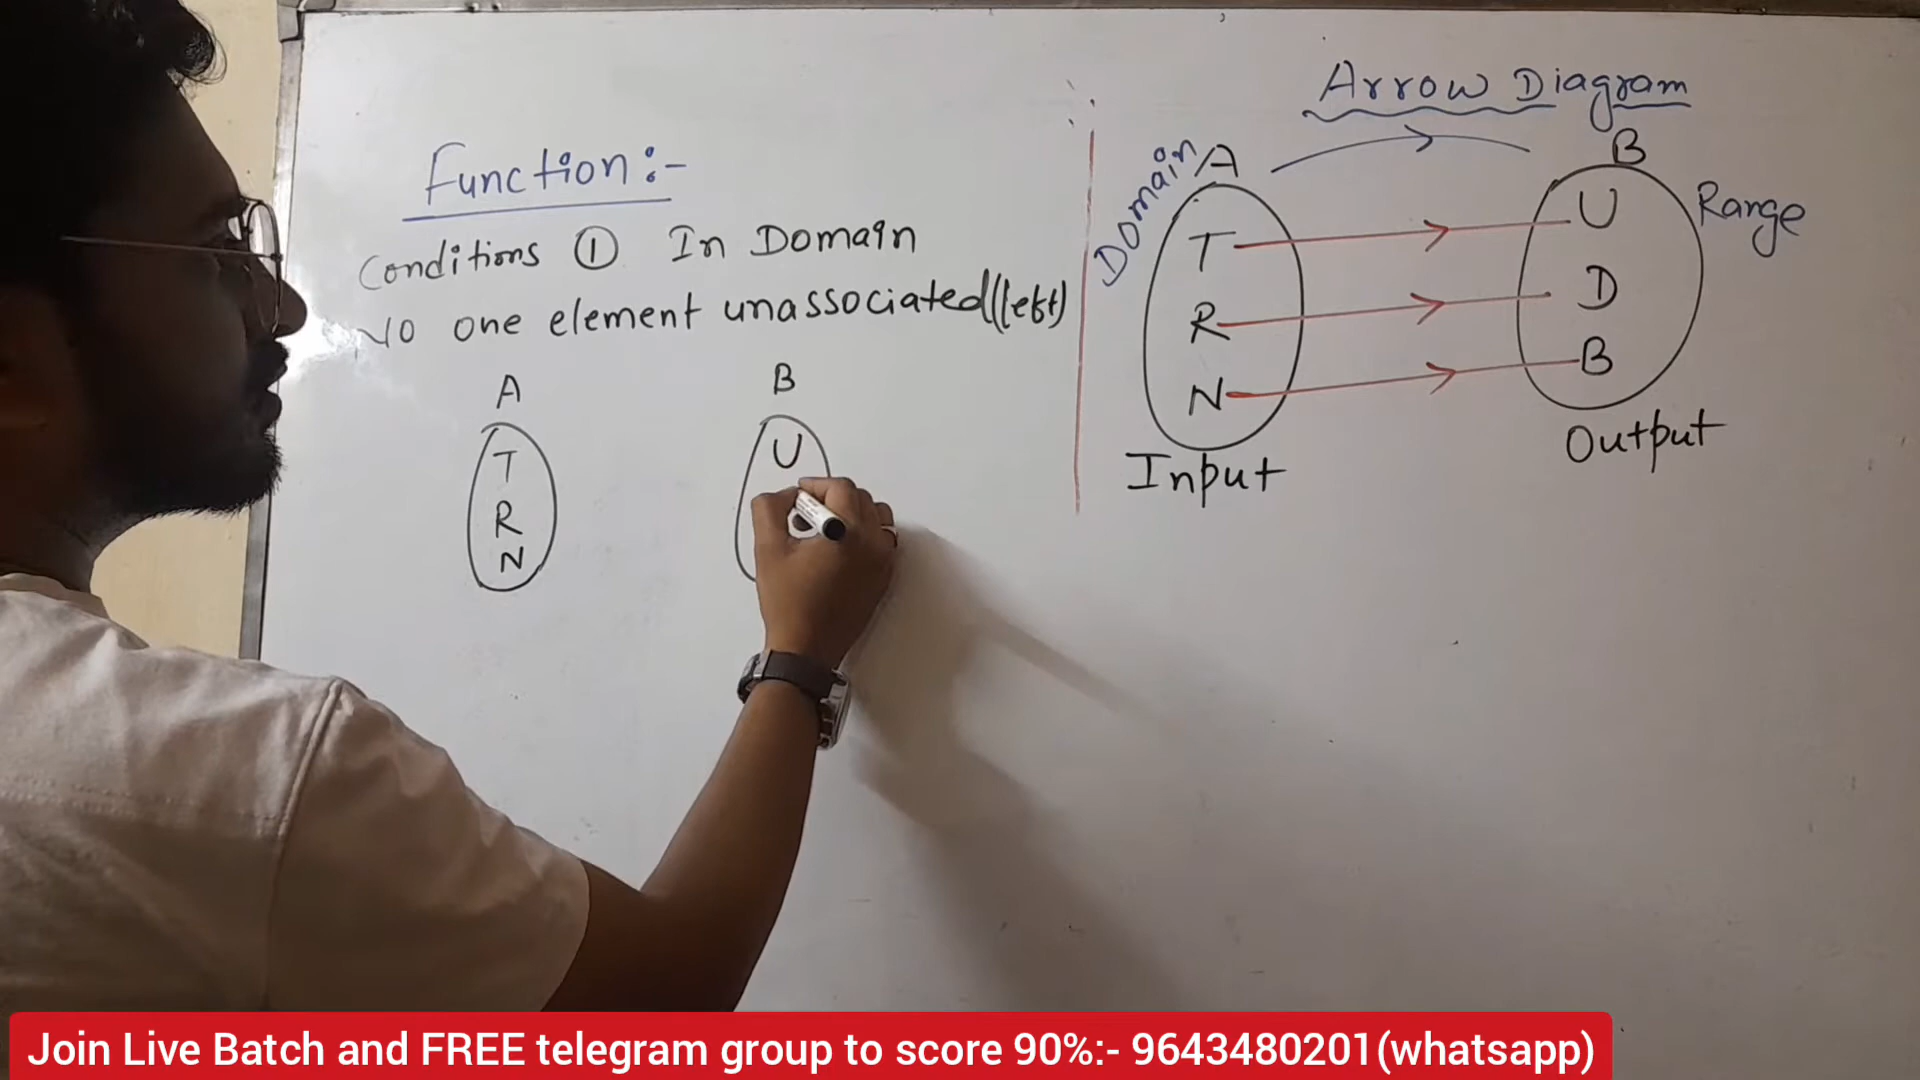 Function:-
Conditions ① In Domain
No one element unassociated(left)
A B
T U
R
N
Arrow Diagram
Domain A B Range
T U
R D
N B
Input Output
Join Live Batch and FREE telegram group to score 90%:- 9643480201(whatsapp)